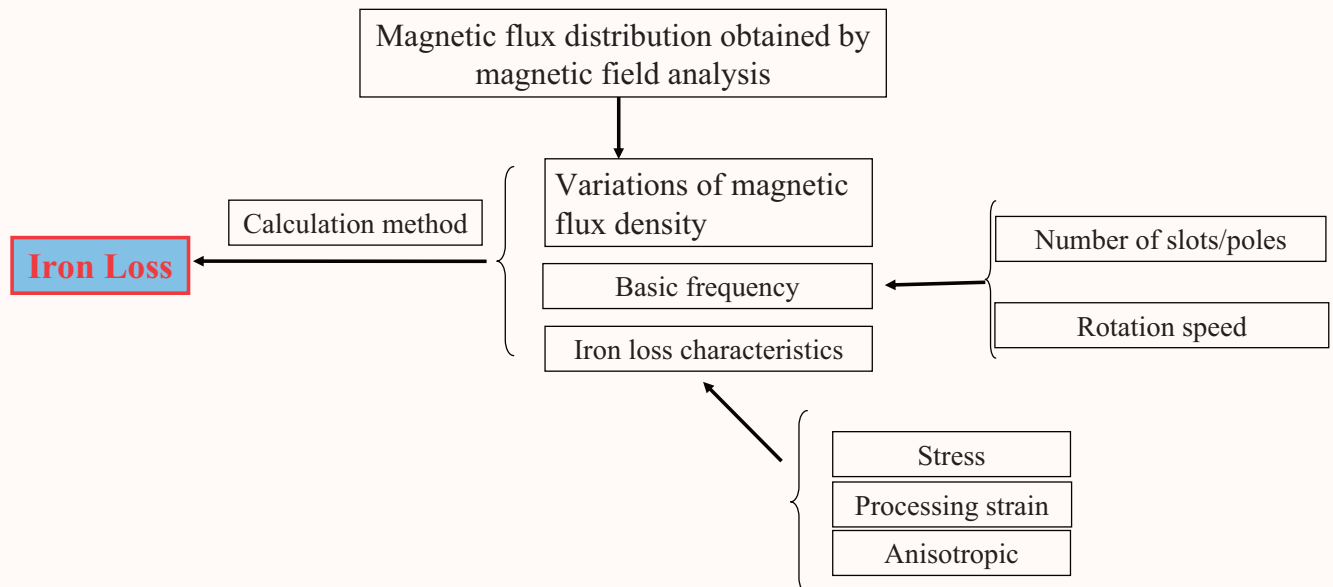 Magnetic flux distribution obtained by
magnetic field analysis
Variations of magnetic
flux density
Calculation method
Iron Loss
Basic frequency
Number of slots/poles
Rotation speed
Iron loss characteristics
Stress
Processing strain
Anisotropic